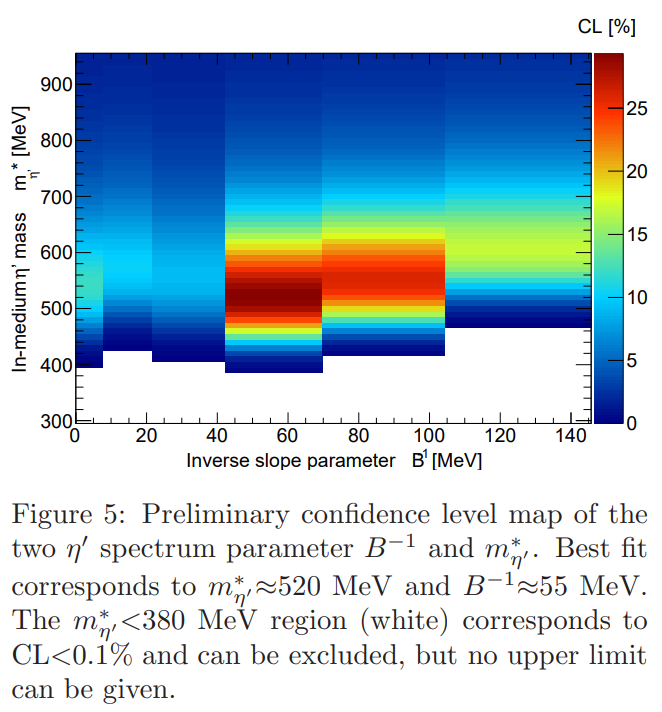 CL [%]
900
800
700
600
500
400
300
In-medium η' mass m*η' [MeV]
25
20
15
10
5
0
0 20 40 60 80 100 120 140
Inverse slope parameter B¹ [MeV]
Figure 5: Preliminary confidence level map of the
two η′ spectrum parameter B⁻¹ and m*η′. Best fit
corresponds to m*η′≈520 MeV and B⁻¹≈55 MeV.
The m*η′<380 MeV region (white) corresponds to
CL<0.1% and can be excluded, but no upper limit
can be given.